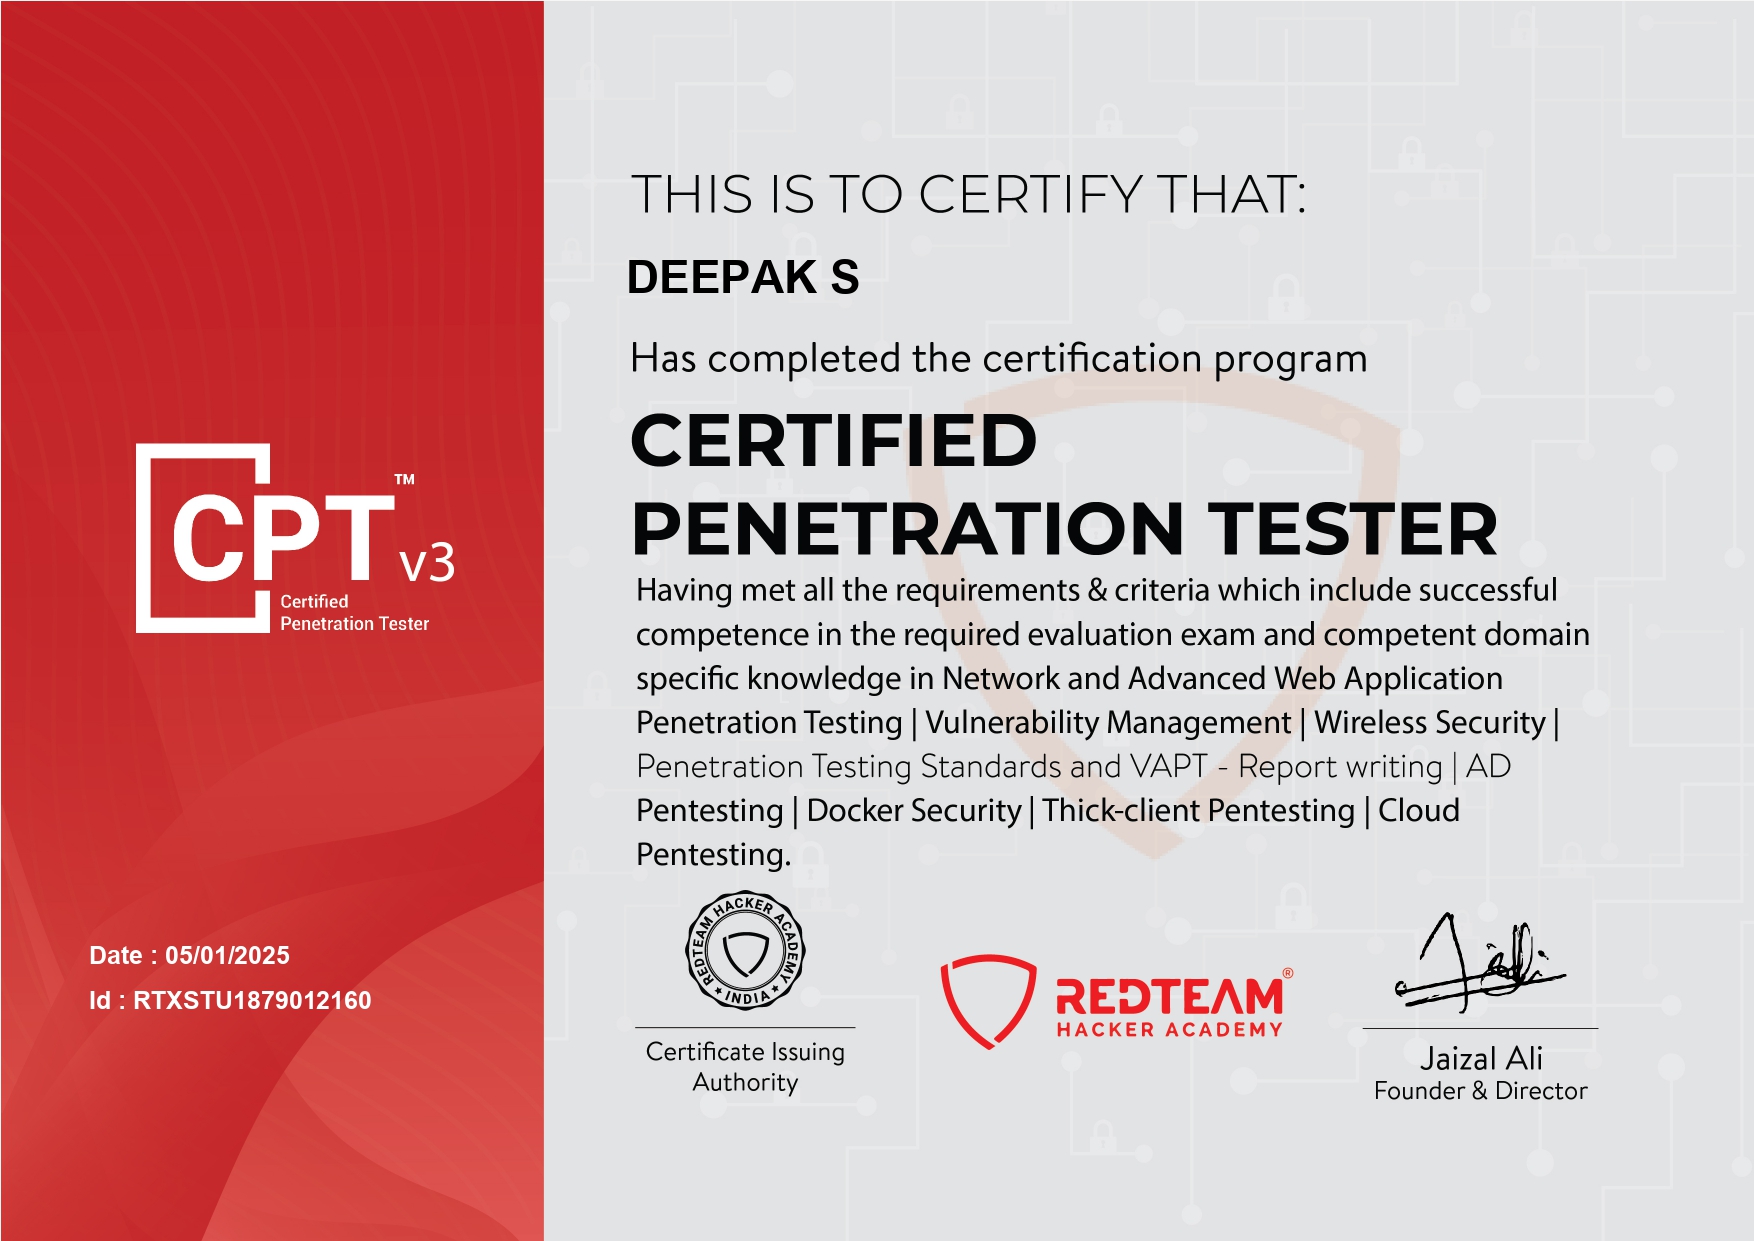 THIS IS TO CERTIFY THAT:
DEEPAK S
Has completed the certification program
CERTIFIED
PENETRATION TESTER
Having met all the requirements & criteria which include successful
competence in the required evaluation exam and competent domain
specific knowledge in Network and Advanced Web Application
Penetration Testing | Vulnerability Management | Wireless Security |
Penetration Testing Standards and VAPT - Report writing | AD
Pentesting | Docker Security | Thick-client Pentesting | Cloud
Pentesting.
CPT™ v3
Certified
Penetration Tester
Date : 05/01/2025
Id : RTXSTU1879012160
REDTEAM HACKER ACADEMY
★ INDIA ★
Certificate Issuing
Authority
REDTEAM®
HACKER ACADEMY
Jaizal Ali
Founder & Director